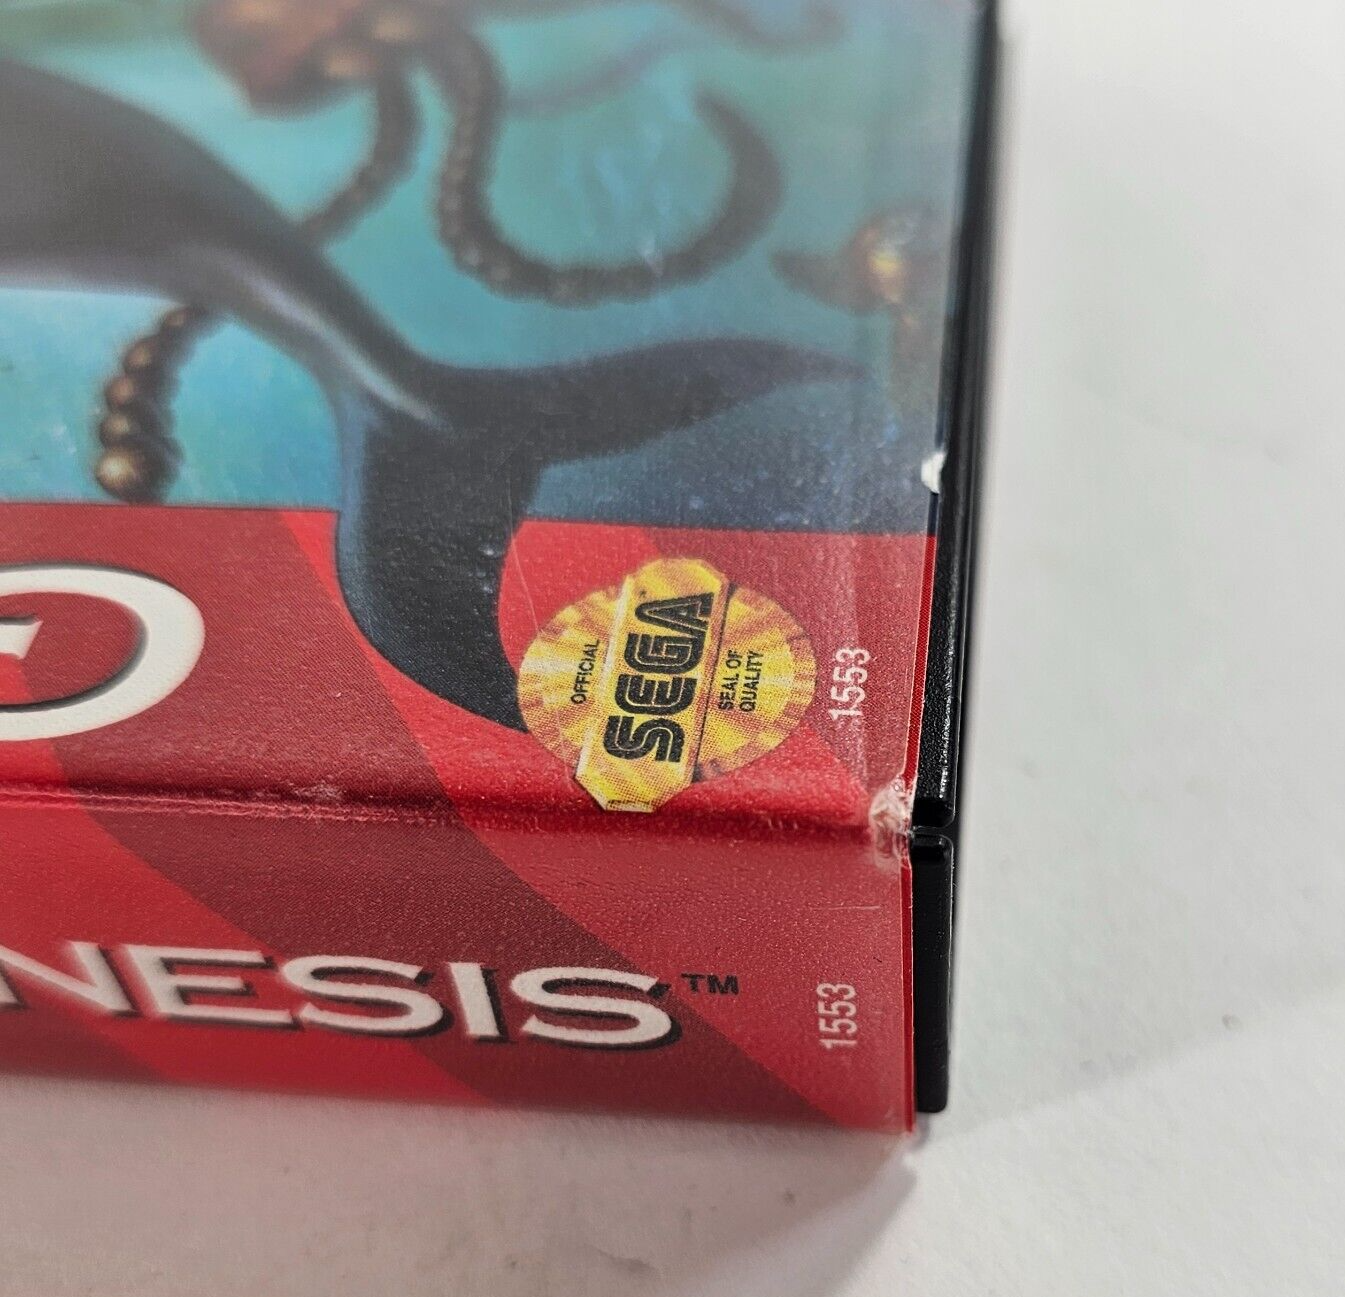 G
OFFICIAL
SEGA
SEAL OF
QUALITY
1553
NESIS™
1553